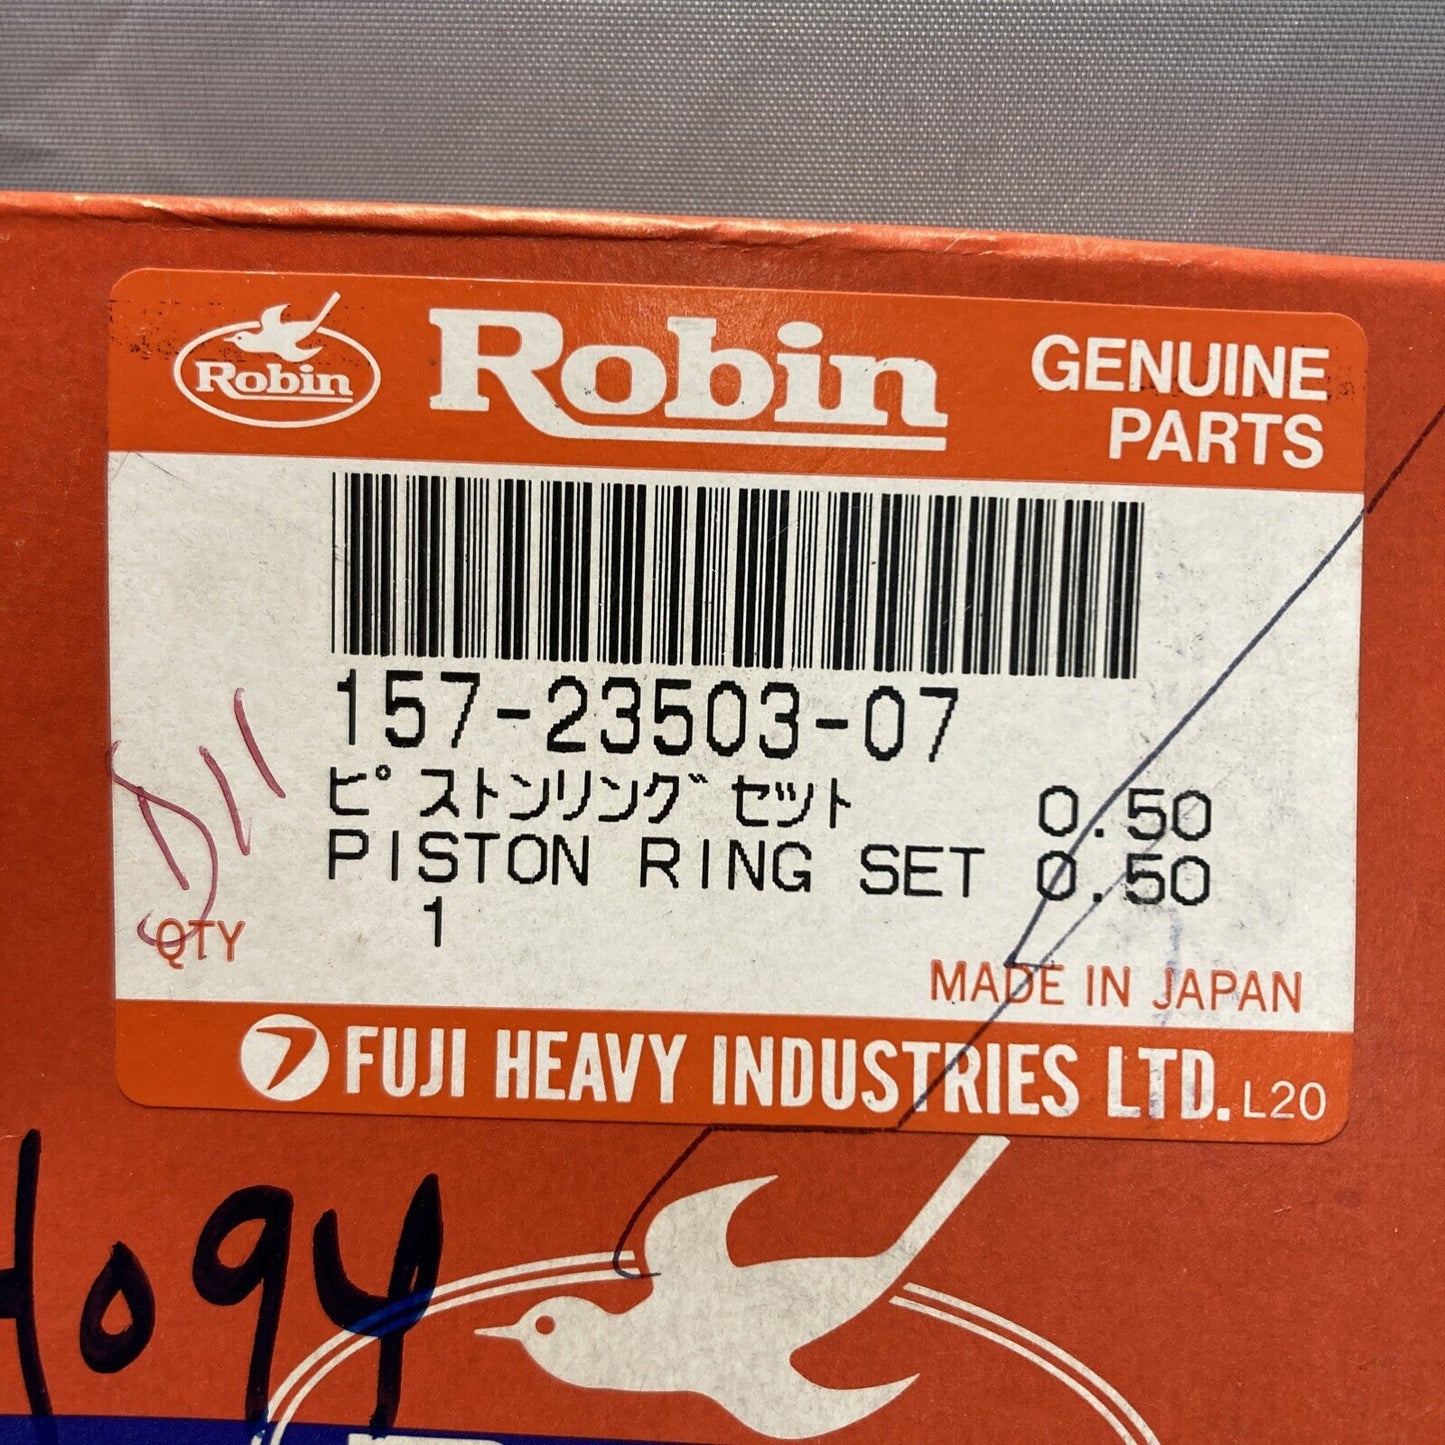 Robin
Robin
GENUINE
PARTS
157-23503-07
ピストンリングセット 0.50
PISTON RING SET 0.50
1
D11
QTY
MADE IN JAPAN
FUJI HEAVY INDUSTRIES LTD. L20